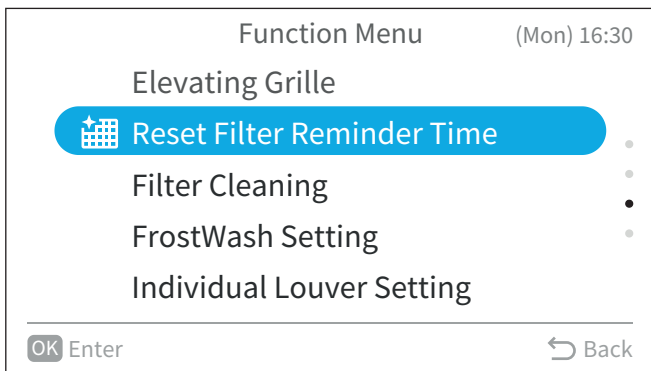 Function Menu (Mon) 16:30
Elevating Grille
Reset Filter Reminder Time
Filter Cleaning
FrostWash Setting
Individual Louver Setting
OK Enter Back